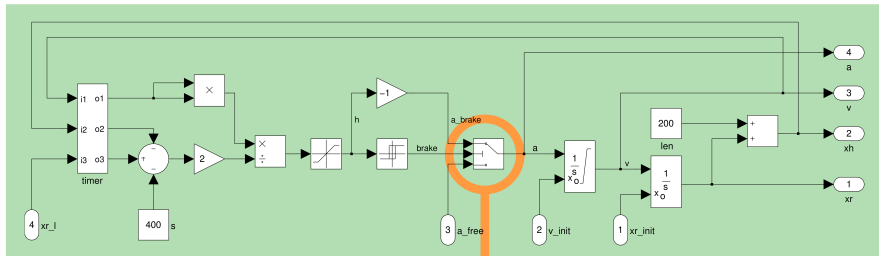 4
a
3
v
200
len
+
+
2
xh
i1 o1
i2 o2
i3 o3
timer
×
−
+
−
2
×
÷
−1
h
a_brake
brake
a
1
s
x
o
v
1
s
x
o
1
xr
4 xr_l
400 s
3 a_free
2 v_init
1 xr_init